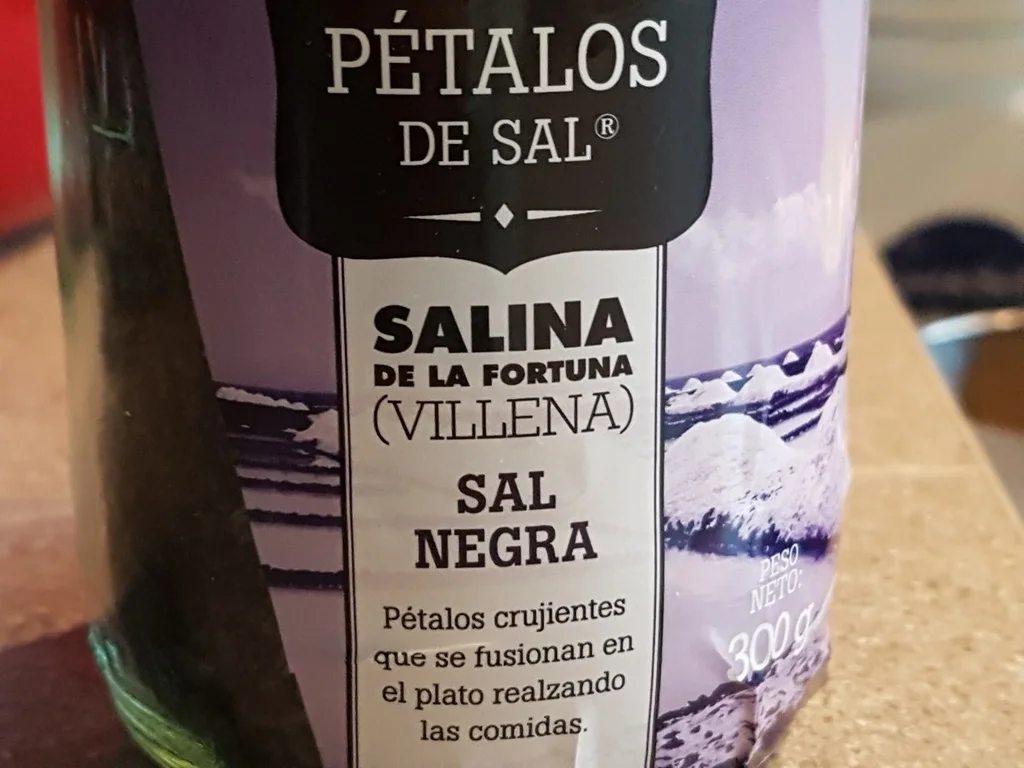 PÉTALOS
DE SAL®
SALINA
DE LA FORTUNA
(VILLENA)
SAL
NEGRA
Pétalos crujientes
que se fusionan en
el plato realzando
las comidas.
PESO
NETO:
300 g